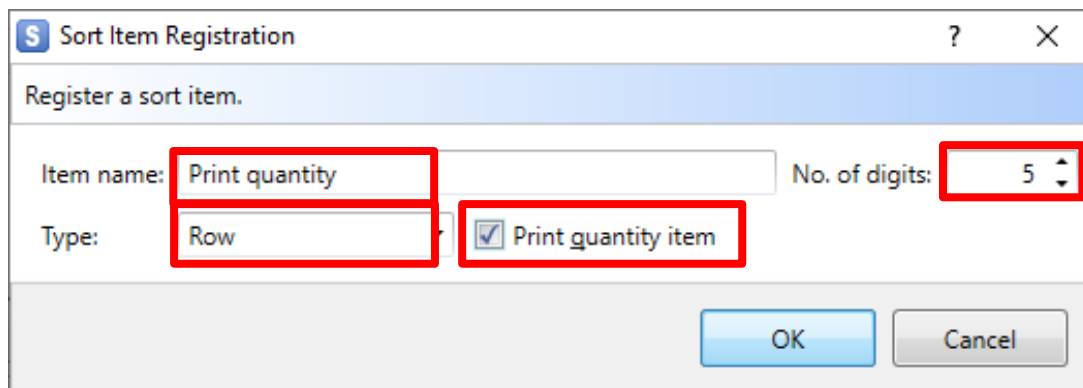 S Sort Item Registration ?
Register a sort item.
Item name: Print quantity No. of digits: 5
Type: Row Print quantity item
OK Cancel